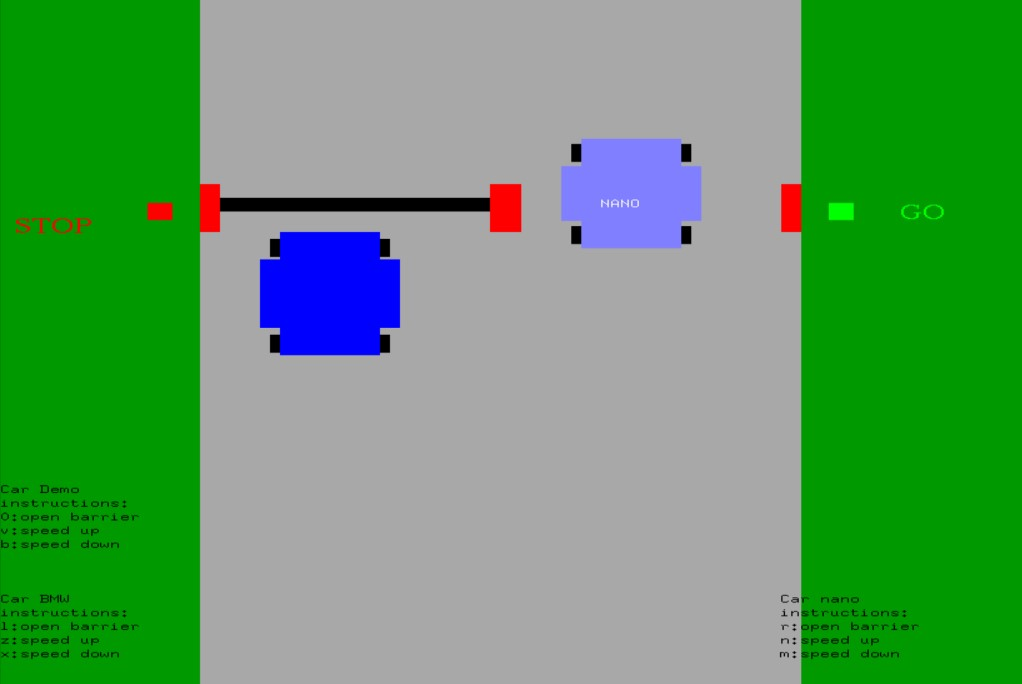 NANO
STOP
GO
Car Demo
instructions:
O:open barrier
v:speed up
b:speed down
Car BMW
instructions:
l:open barrier
z:speed up
x:speed down
Car nano
instructions:
r:open barrier
n:speed up
m:speed down